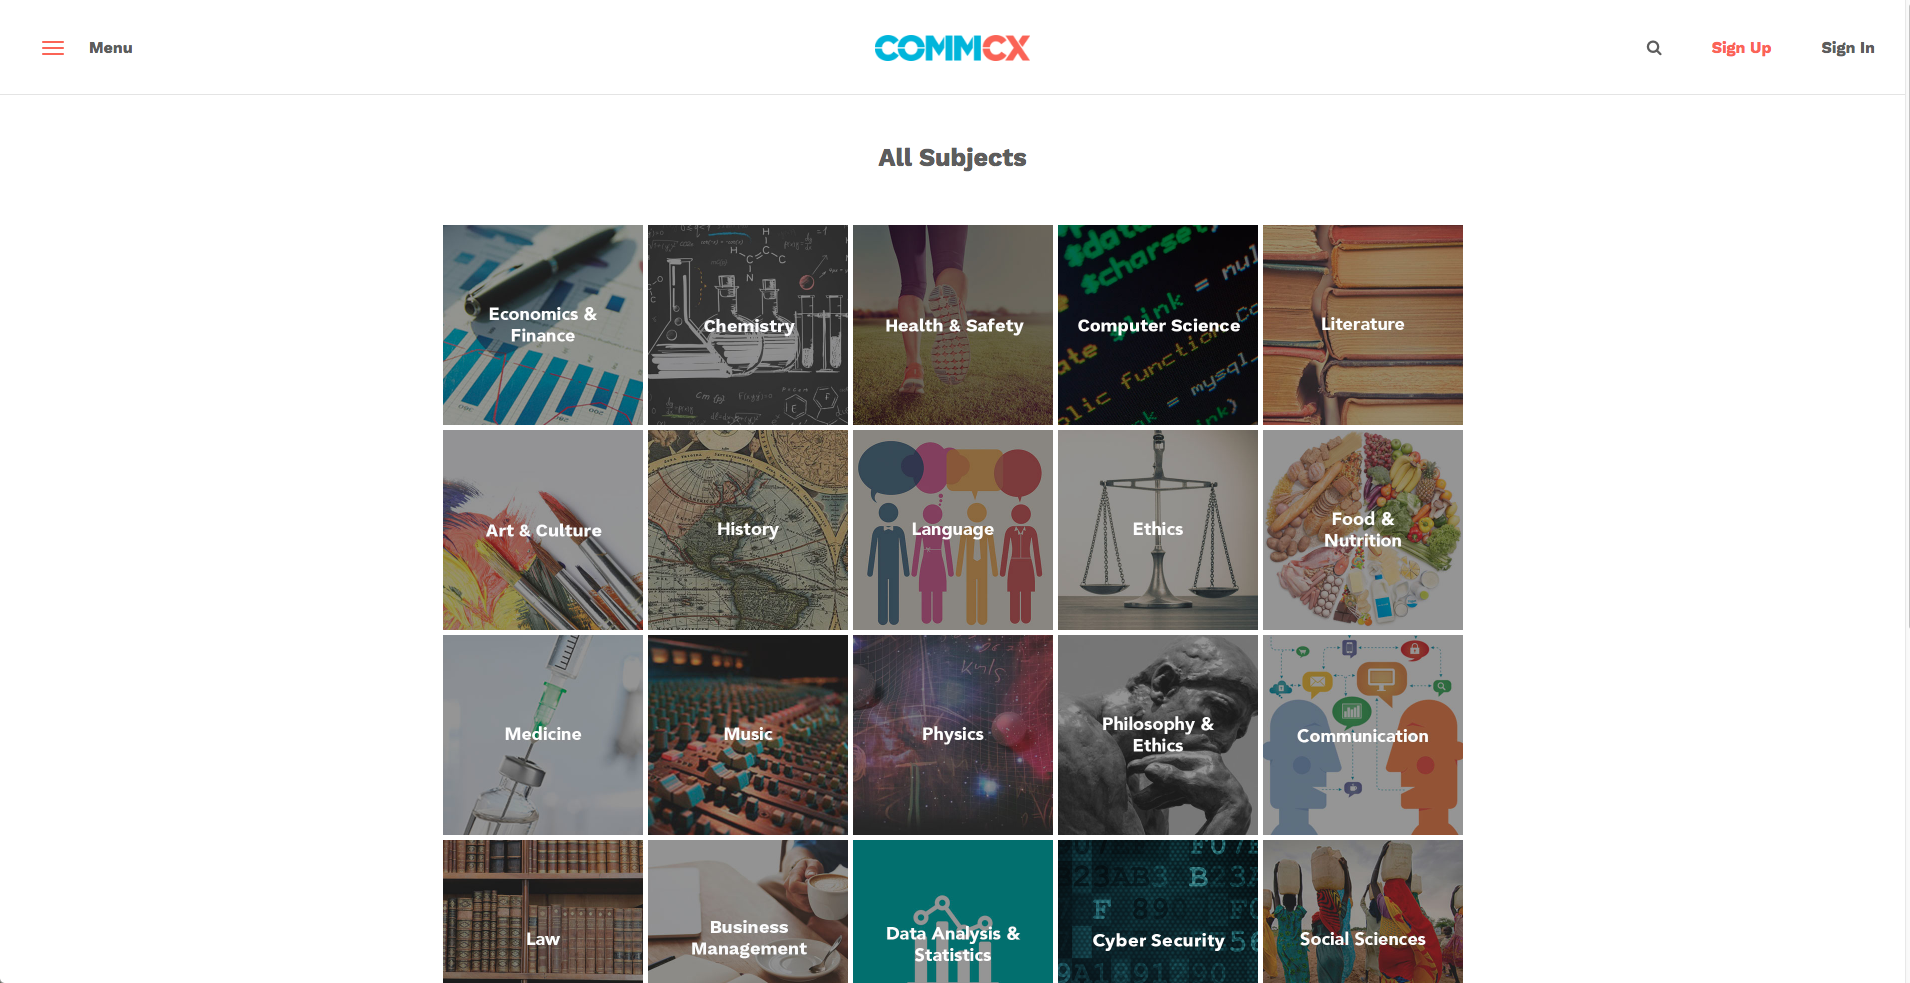 Menu
COMMCX
Sign Up
Sign In
All Subjects
Economics &
Finance
Chemistry
Health & Safety
Computer Science
Literature
Art & Culture
History
Language
Ethics
Food &
Nutrition
Medicine
Music
Physics
Philosophy &
Ethics
Communication
Law
Business
Management
Data Analysis &
Statistics
Cyber Security
Social Sciences